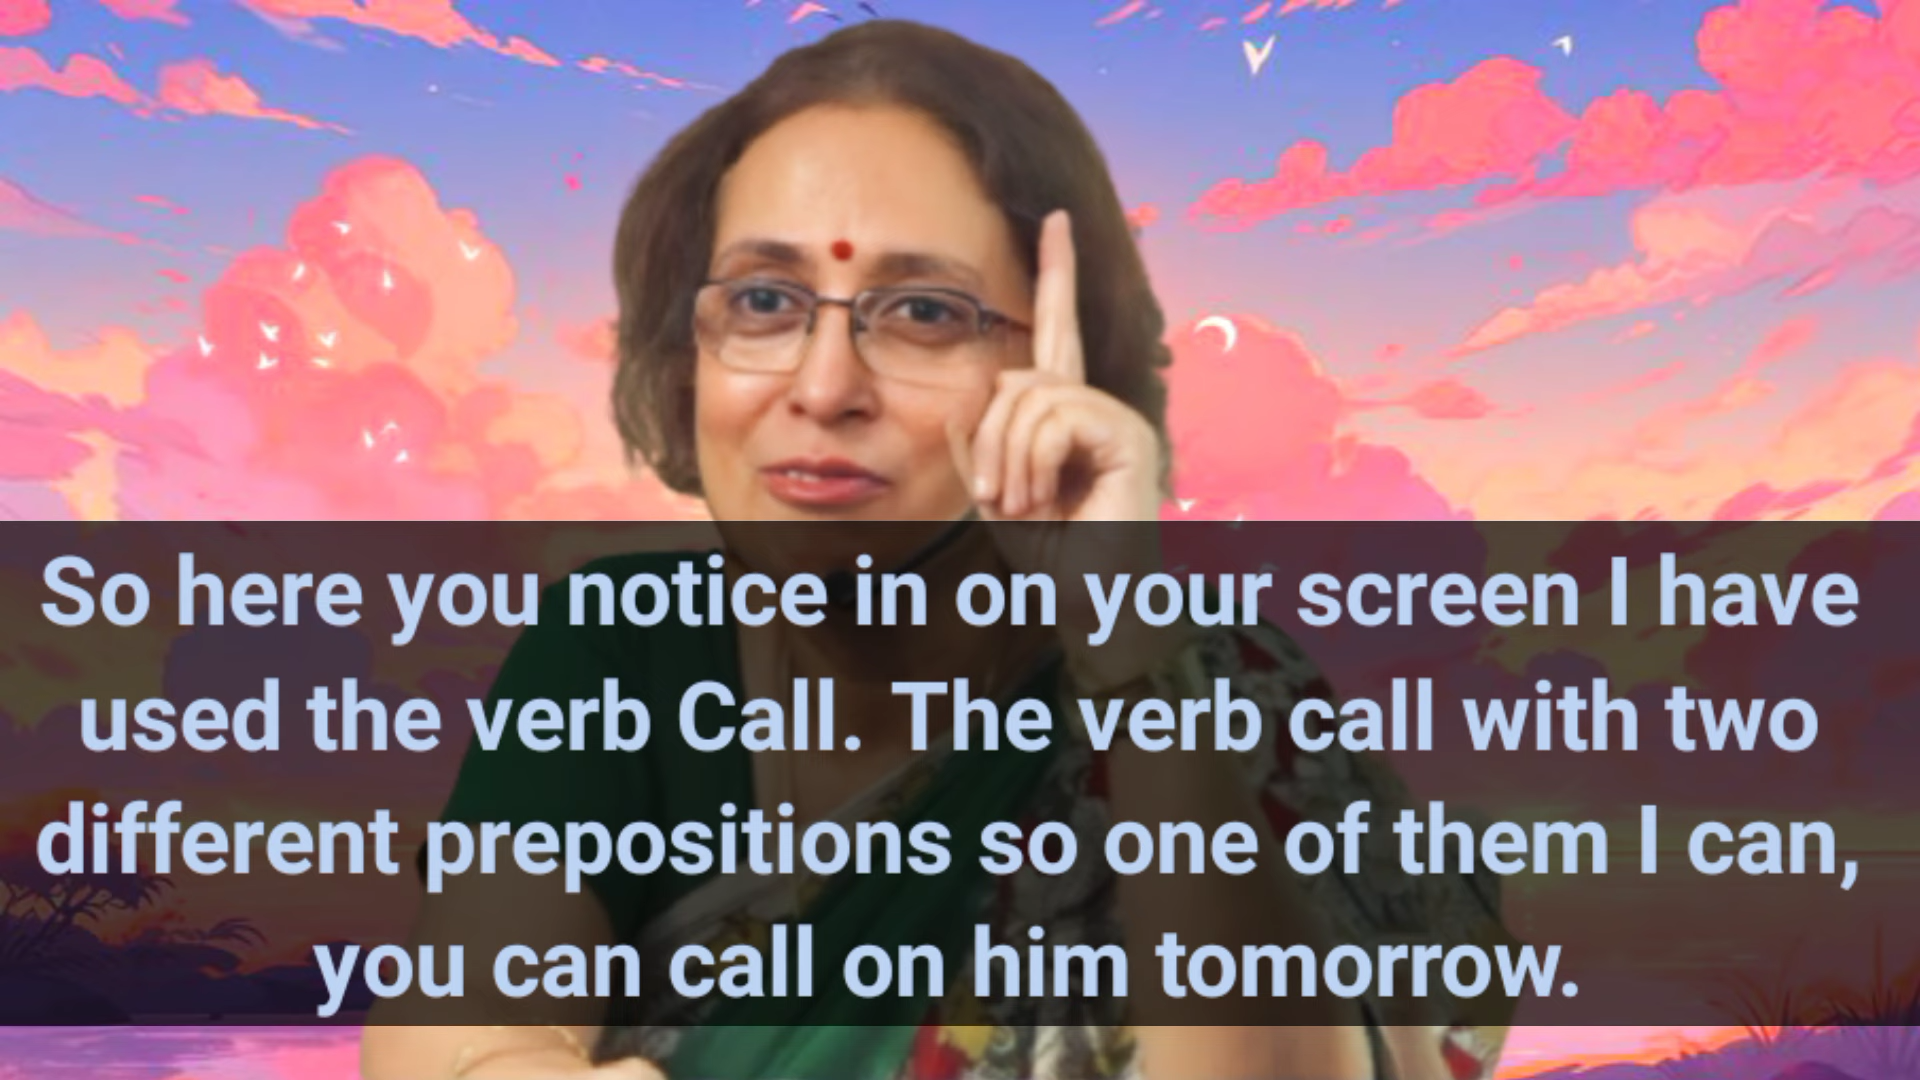 So here you notice in on your screen I have
used the verb Call. The verb call with two
different prepositions so one of them I can,
you can call on him tomorrow.